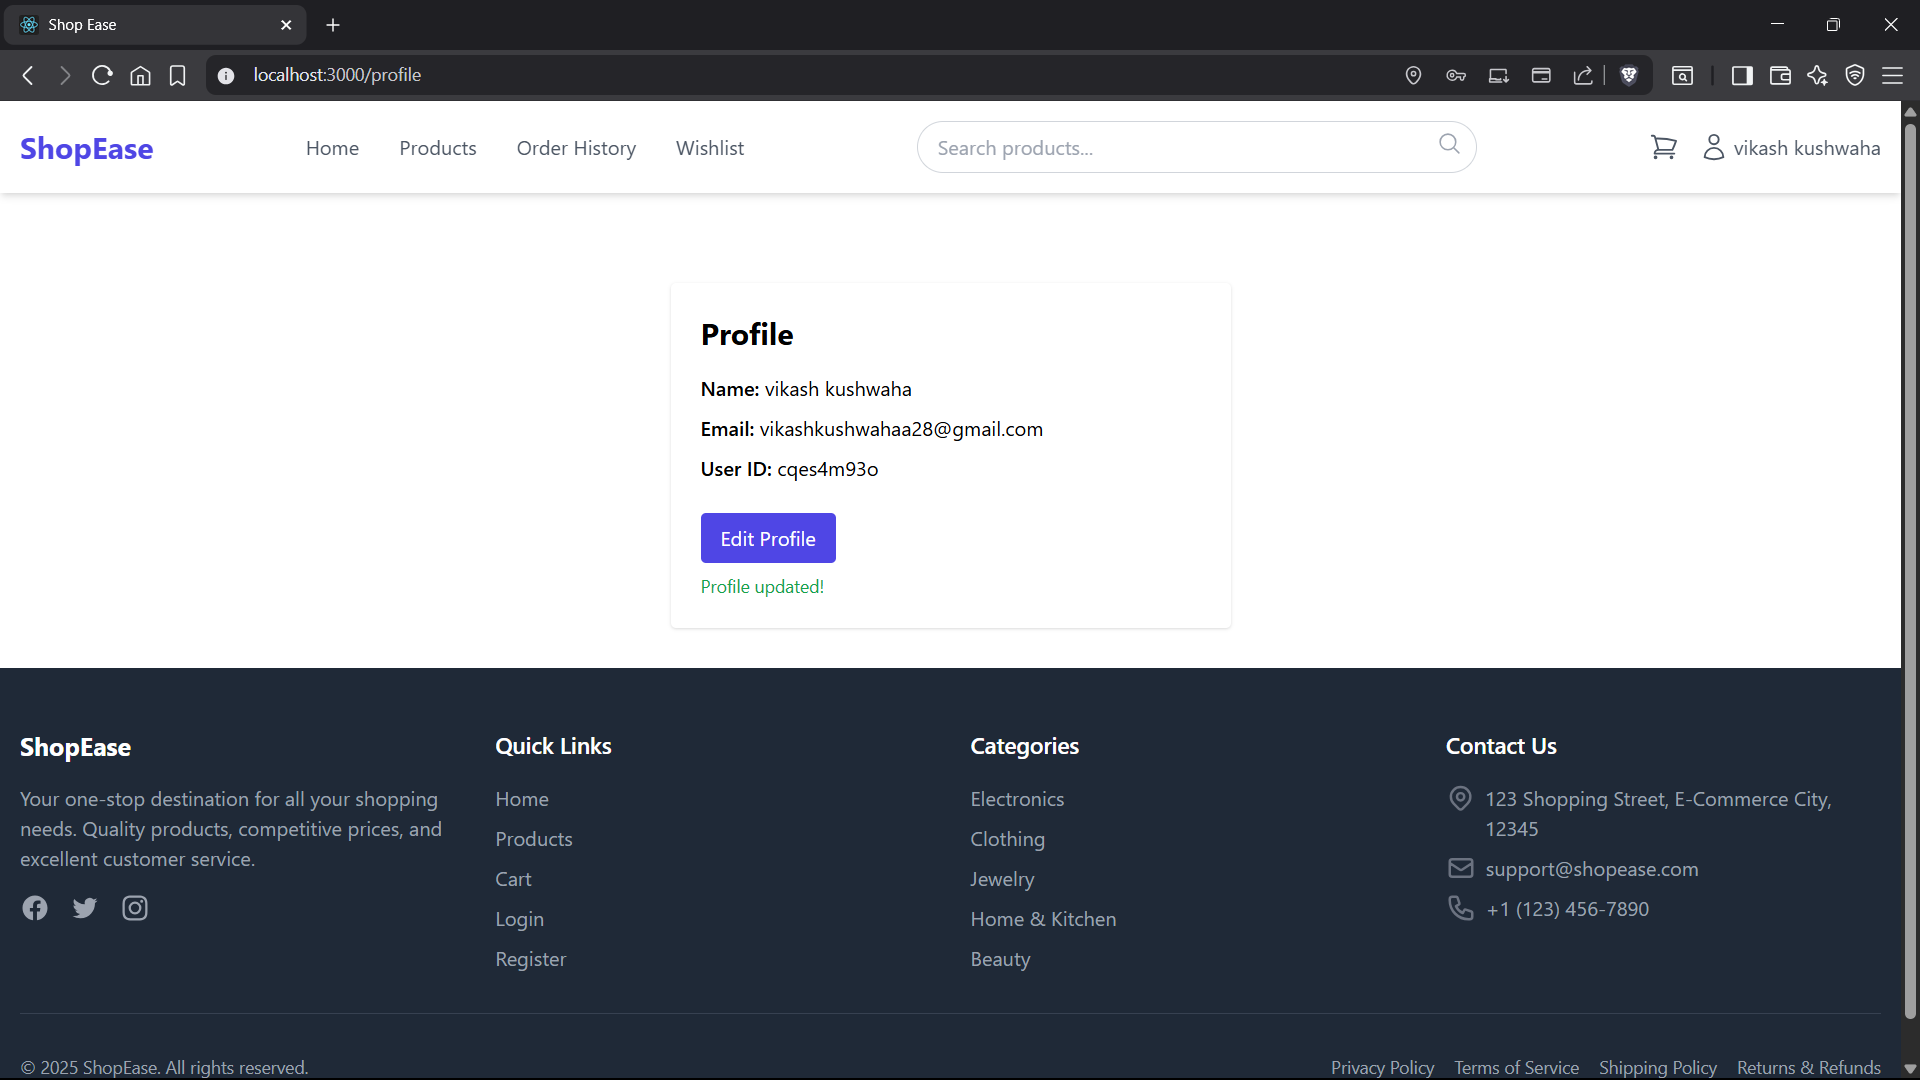 Shop Ease
localhost:3000/profile
ShopEase
Home
Products
Order History
Wishlist
Search products...
vikash kushwaha
Profile
Name: vikash kushwaha
Email: vikashkushwahaa28@gmail.com
User ID: cqes4m93o
Edit Profile
Profile updated!
ShopEase
Your one-stop destination for all your shopping
needs. Quality products, competitive prices, and
excellent customer service.
Quick Links
Home
Products
Cart
Login
Register
Categories
Electronics
Clothing
Jewelry
Home & Kitchen
Beauty
Contact Us
123 Shopping Street, E-Commerce City,
12345
support@shopease.com
+1 (123) 456-7890
© 2025 ShopEase. All rights reserved.
Privacy Policy
Terms of Service
Shipping Policy
Returns & Refunds